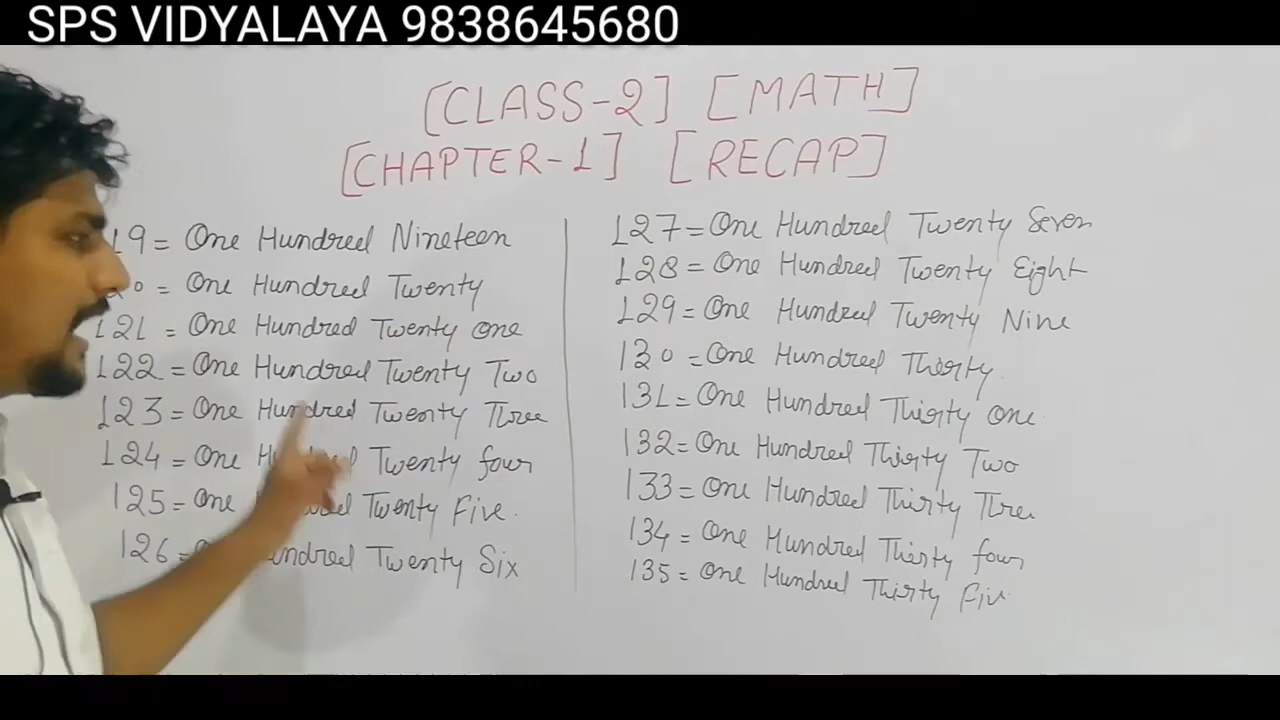 SPS VIDYALAYA 9838645680
[CLASS-2] [MATH]
[CHAPTER-1] [RECAP]
19= One Hundred Nineteen
= One Hundred Twenty
121 = One Hundred Twenty One
122 = One Hundred Twenty Two
123 = One Hundred Twenty Three
124 = One Hundred Twenty four
125 = One Twenty Five.
126 = Hundred Twenty Six
127 = One Hundred Twenty Seven
128 = One Hundred Twenty Eight
129 = One Hundred Twenty Nine
130 = One Hundred Thirty
131 = One Hundred Thirty One
132 = One Hundred Thirty Two
133 = One Hundred Thirty Three
134 = One Hundred Thirty four
135 = One Hundred Thirty Five